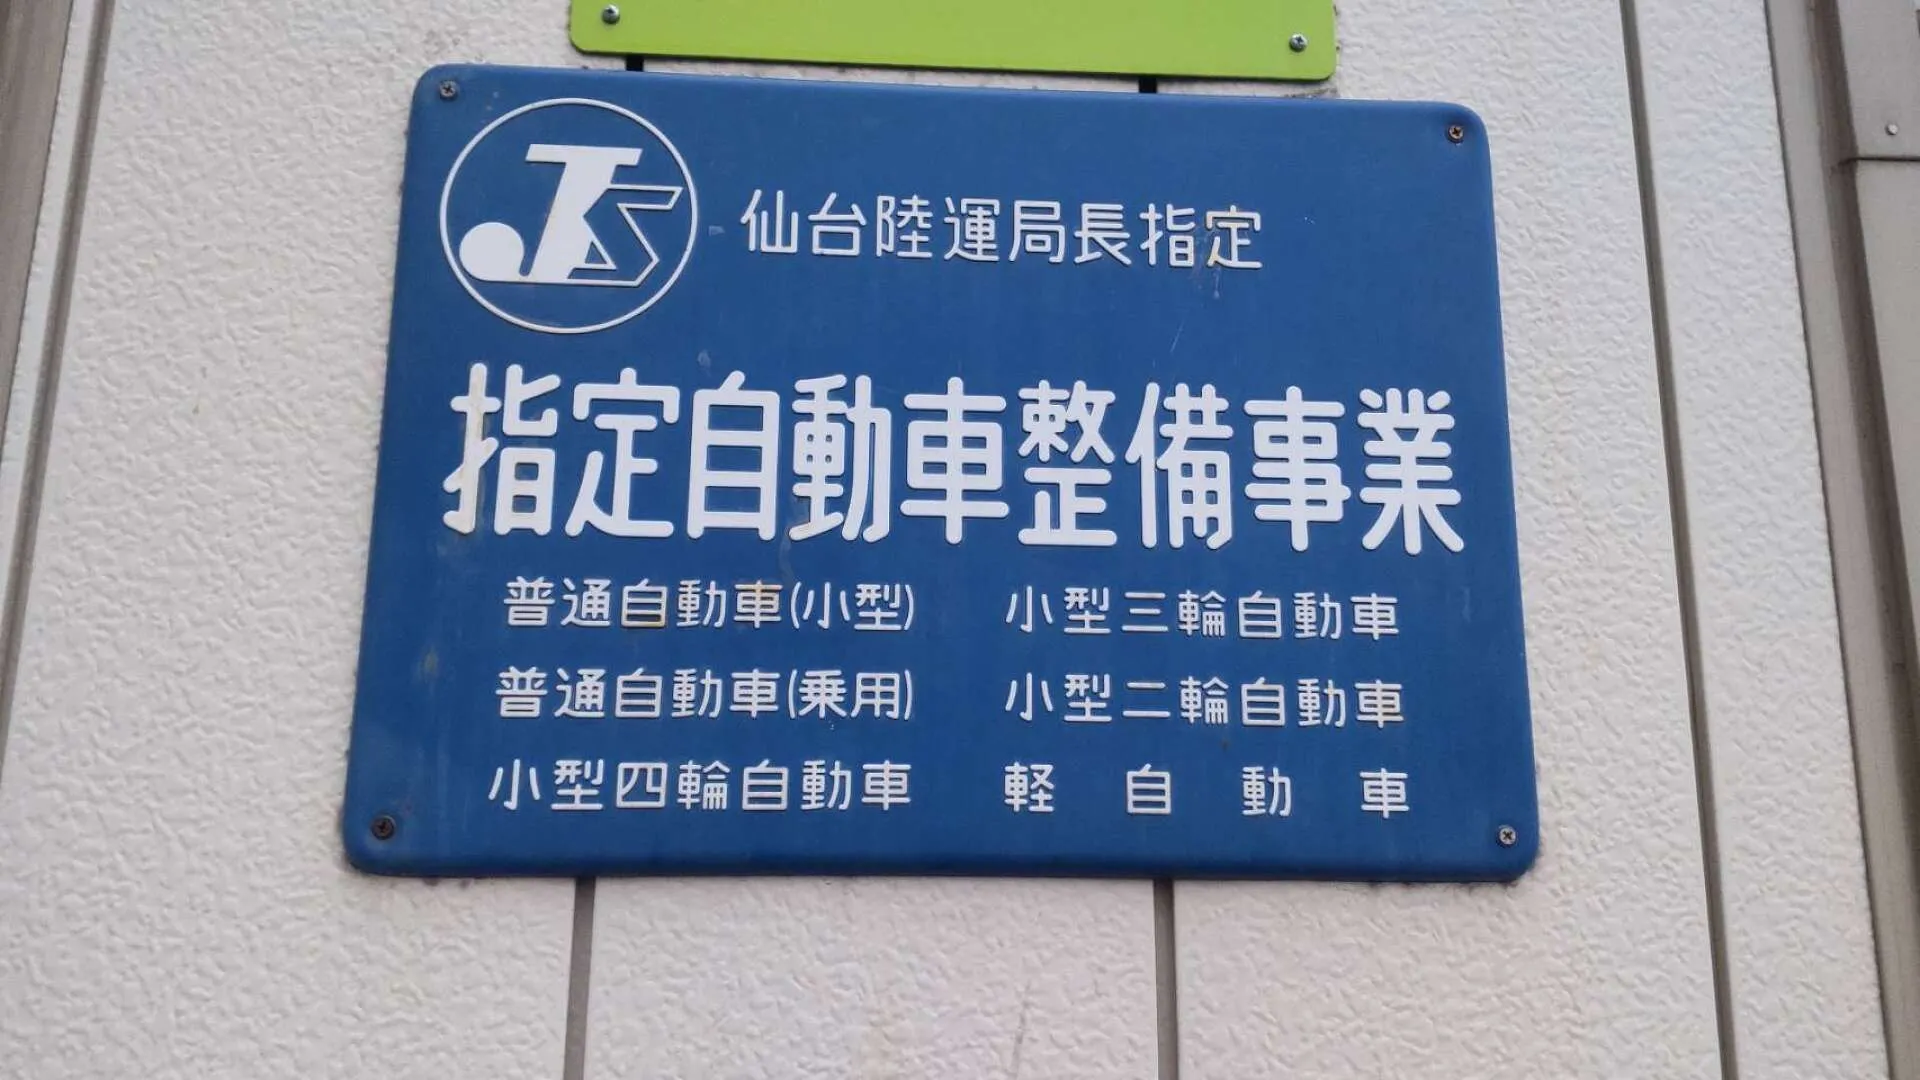 JS
仙台陸運局長指定
指定自動車整備事業
普通自動車(小型) 小型三輪自動車
普通自動車(乗用) 小型二輪自動車
小型四輪自動車 軽自動車